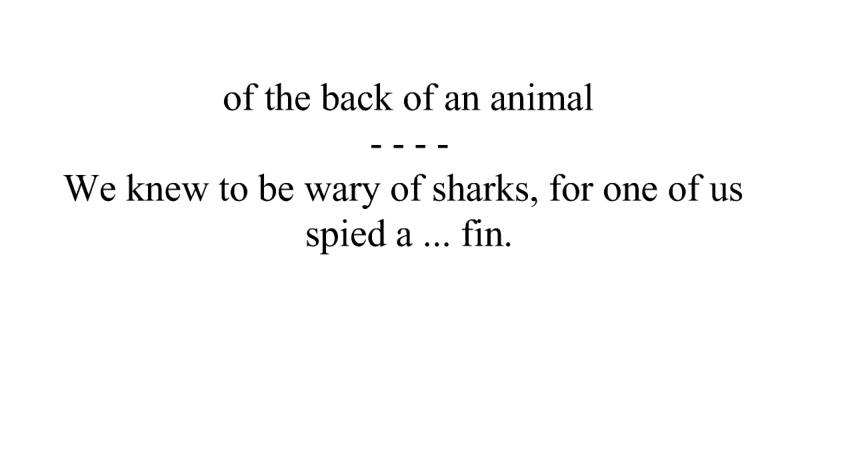 of the back of an animal
- - - -
We knew to be wary of sharks, for one of us
spied a ... fin.